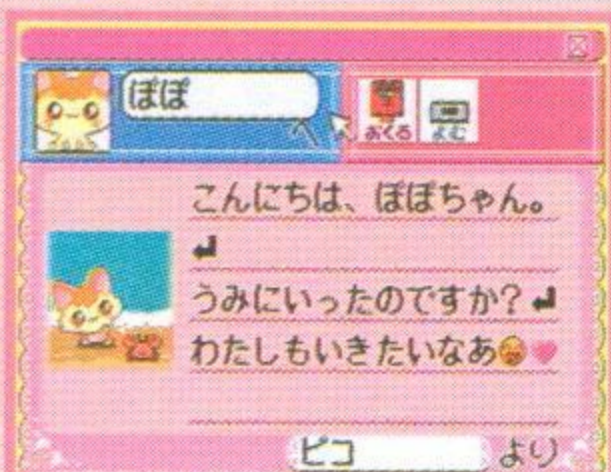 ぽぽ
へ
おくる
よむ
こんにちは、ぽぽちゃん。
↲
うみにいったのですか?↲
わたしもいきたいなあ
ピコ より